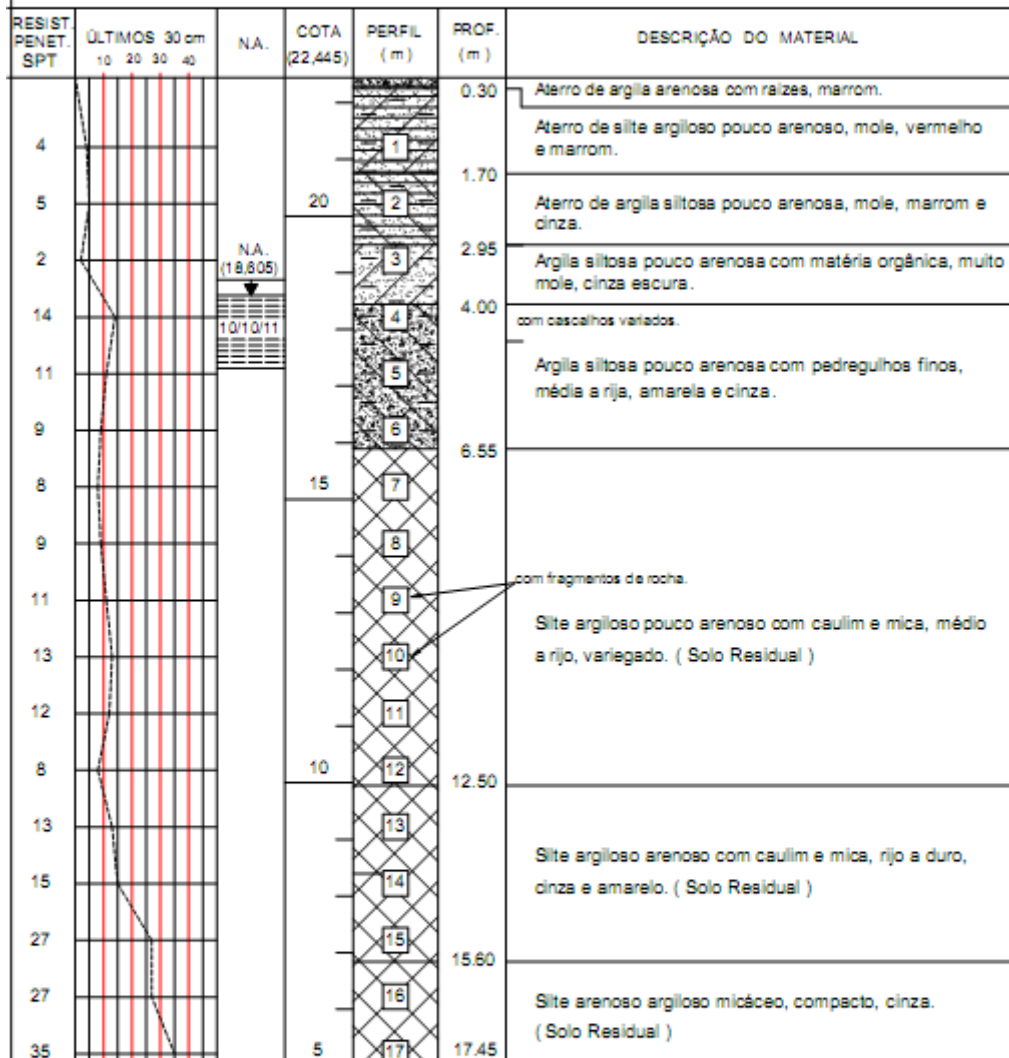 RESIST.
PENET.
SPT
ÚLTIMOS 30 cm
10 20 30 40
N.A.
COTA
(22,445)
PERFIL
( m )
PROF.
( m )
DESCRIÇÃO DO MATERIAL
0.30
Aterro de argila arenosa com raízes, marrom.
Aterro de silte argiloso pouco arenoso, mole, vermelho
e marrom.
4
1
1.70
5
20
2
Aterro de argila siltosa pouco arenosa, mole, marrom e
cinza.
2.95
2
N.A.
(18,605)
3
Argila siltosa pouco arenosa com matéria orgânica, muito
mole, cinza escura.
4.00
14
10/10/11
4
com cascalhos variados.
11
5
Argila siltosa pouco arenosa com pedregulhos finos,
média a rija, amarela e cinza.
9
6
6.55
8
15
7
9
8
com fragmentos de rocha.
11
9
Silte argiloso pouco arenoso com caulim e mica, médio
a rijo, variegado. ( Solo Residual )
13
10
12
11
8
10
12
12.50
13
13
Silte argiloso arenoso com caulim e mica, rijo a duro,
cinza e amarelo. ( Solo Residual )
15
14
27
15
15.60
27
16
Silte arenoso argiloso micáceo, compacto, cinza.
( Solo Residual )
35
5
17
17.45